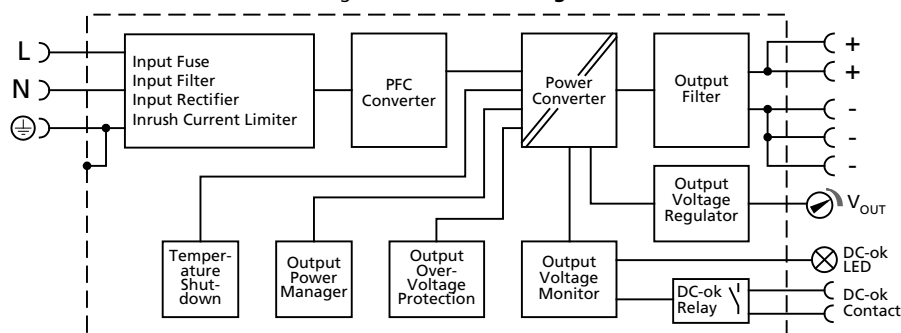 L
N
Input Fuse
Input Filter
Input Rectifier
Inrush Current Limiter
PFC
Converter
Power
Converter
Output
Filter
+
+
-
-
-
Output
Voltage
Regulator
VOUT
Temper-
ature
Shut-
down
Output
Power
Manager
Output
Over-
Voltage
Protection
Output
Voltage
Monitor
DC-ok
LED
DC-ok
Relay
DC-ok
Contact